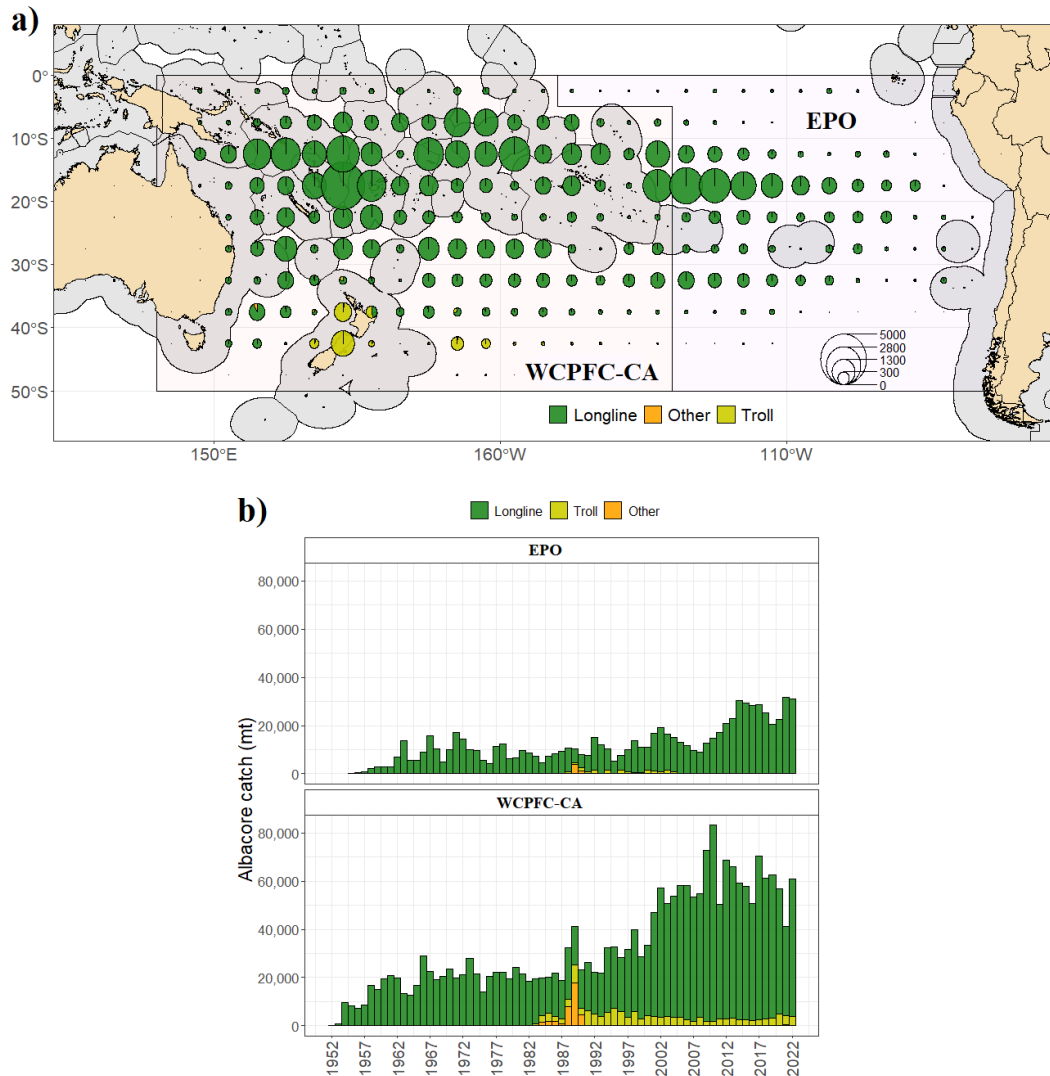 a)
0°
10°S
20°S
30°S
40°S
50°S
EPO
WCPFC-CA
5000
2800
1300
300
0
Longline Other Troll
150°E 160°W 110°W
b)
Longline Troll Other
EPO
80,000
60,000
40,000
20,000
0
WCPFC-CA
80,000
60,000
40,000
20,000
0
Albacore catch (mt)
1952 1957 1962 1967 1972 1977 1982 1987 1992 1997 2002 2007 2012 2017 2022